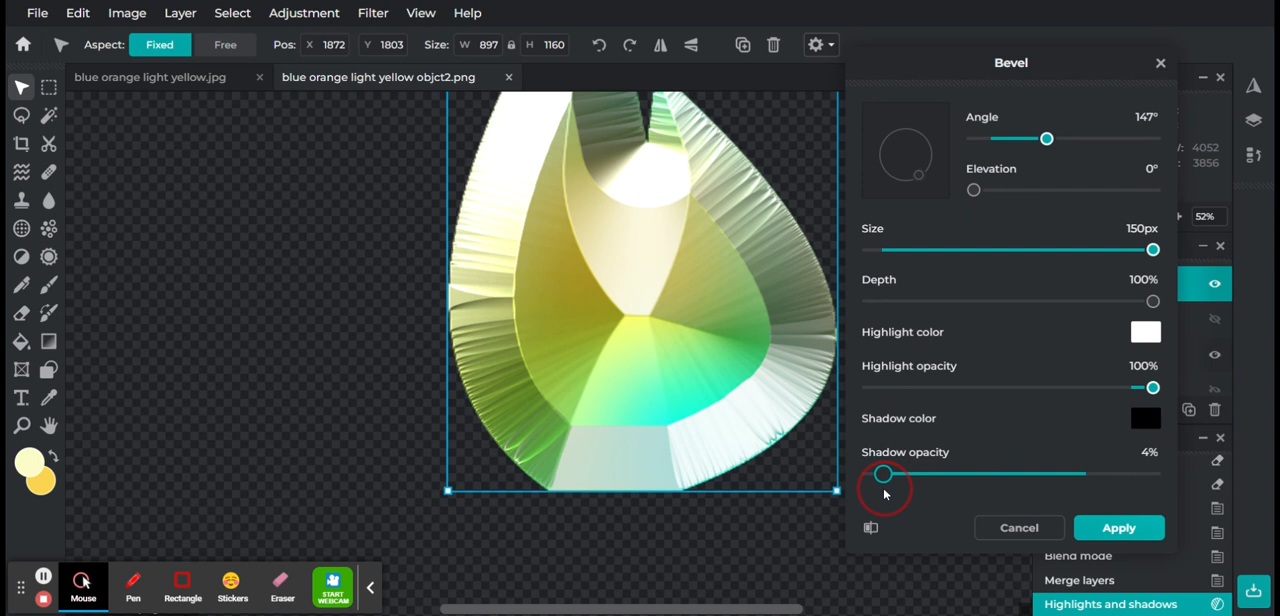 File Edit Image Layer Select Adjustment Filter View Help
Aspect: Fixed Free Pos: X 1872 Y 1803 Size: W 897 H 1160
blue orange light yellow.jpg
blue orange light yellow objct2.png
Bevel
Angle 147°
Elevation 0°
4052
3856
52%
Size 150px
Depth 100%
Highlight color
Highlight opacity 100%
Shadow color
Shadow opacity 4%
Cancel Apply
Blend mode
Merge layers
Highlights and shadows
Mouse Pen Rectangle Stickers Eraser START
WEBCAM